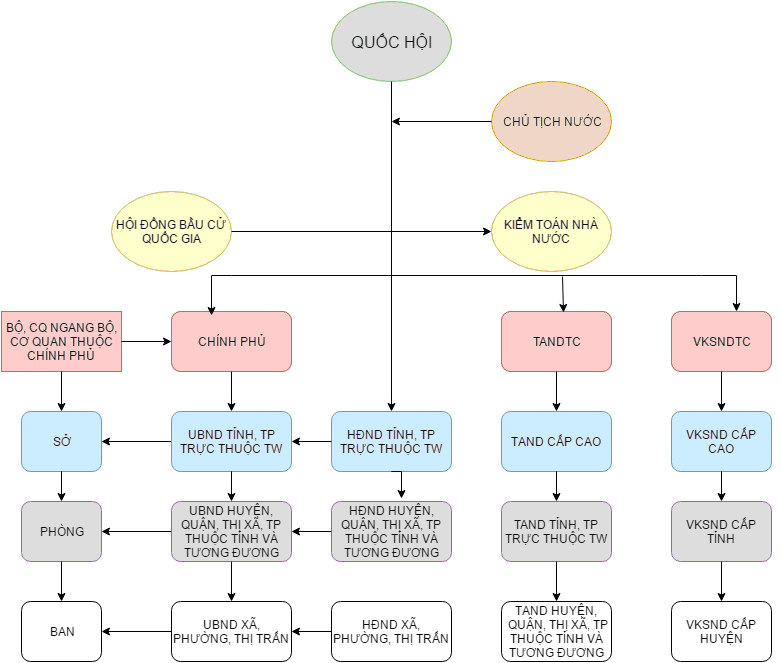 QUỐC HỘI
CHỦ TỊCH NƯỚC
HỘI ĐỒNG BẦU CỬ
QUỐC GIA
KIỂM TOÁN NHÀ
NƯỚC
BỘ, CQ NGANG BỘ,
CƠ QUAN THUỘC
CHÍNH PHỦ
CHÍNH PHỦ
TANDTC
VKSNDTC
SỞ
UBND TỈNH, TP
TRỰC THUỘC TW
HĐND TỈNH, TP
TRỰC THUỘC TW
TAND CẤP CAO
VKSND CẤP
CAO
PHÒNG
UBND HUYỆN,
QUẬN, THỊ XÃ, TP
THUỘC TỈNH VÀ
TƯƠNG ĐƯƠNG
HĐND HUYỆN,
QUẬN, THỊ XÃ, TP
THUỘC TỈNH VÀ
TƯƠNG ĐƯƠNG
TAND TỈNH, TP
TRỰC THUỘC TW
VKSND CẤP
TỈNH
BAN
UBND XÃ,
PHƯỜNG, THỊ TRẤN
HĐND XÃ,
PHƯỜNG, THỊ TRẤN
TAND HUYỆN,
QUẬN, THỊ XÃ, TP
THUỘC TỈNH VÀ
TƯƠNG ĐƯƠNG
VKSND CẤP
HUYỆN